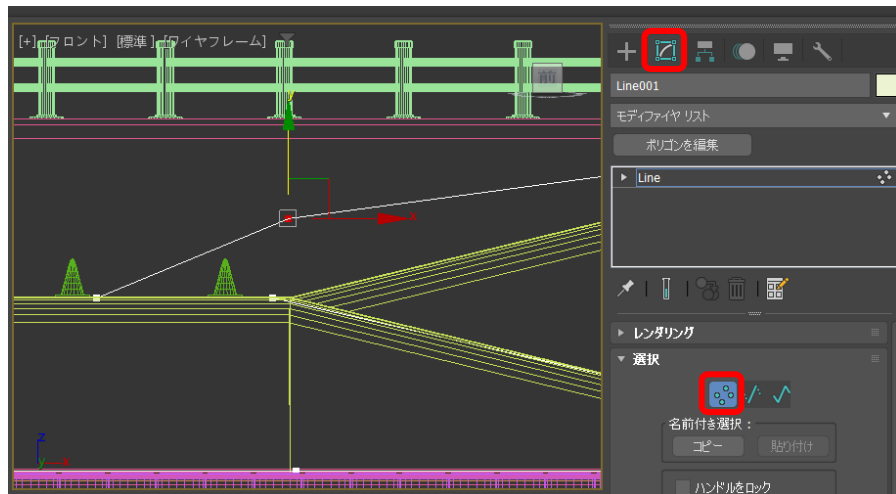 [+] [フロント] [標準] [ワイヤフレーム]
前
y
x
z
y x
Line001
モディファイヤ リスト
ポリゴンを編集
Line
レンダリング
選択
名前付き選択:
コピー 貼り付け
ハンドルをロック